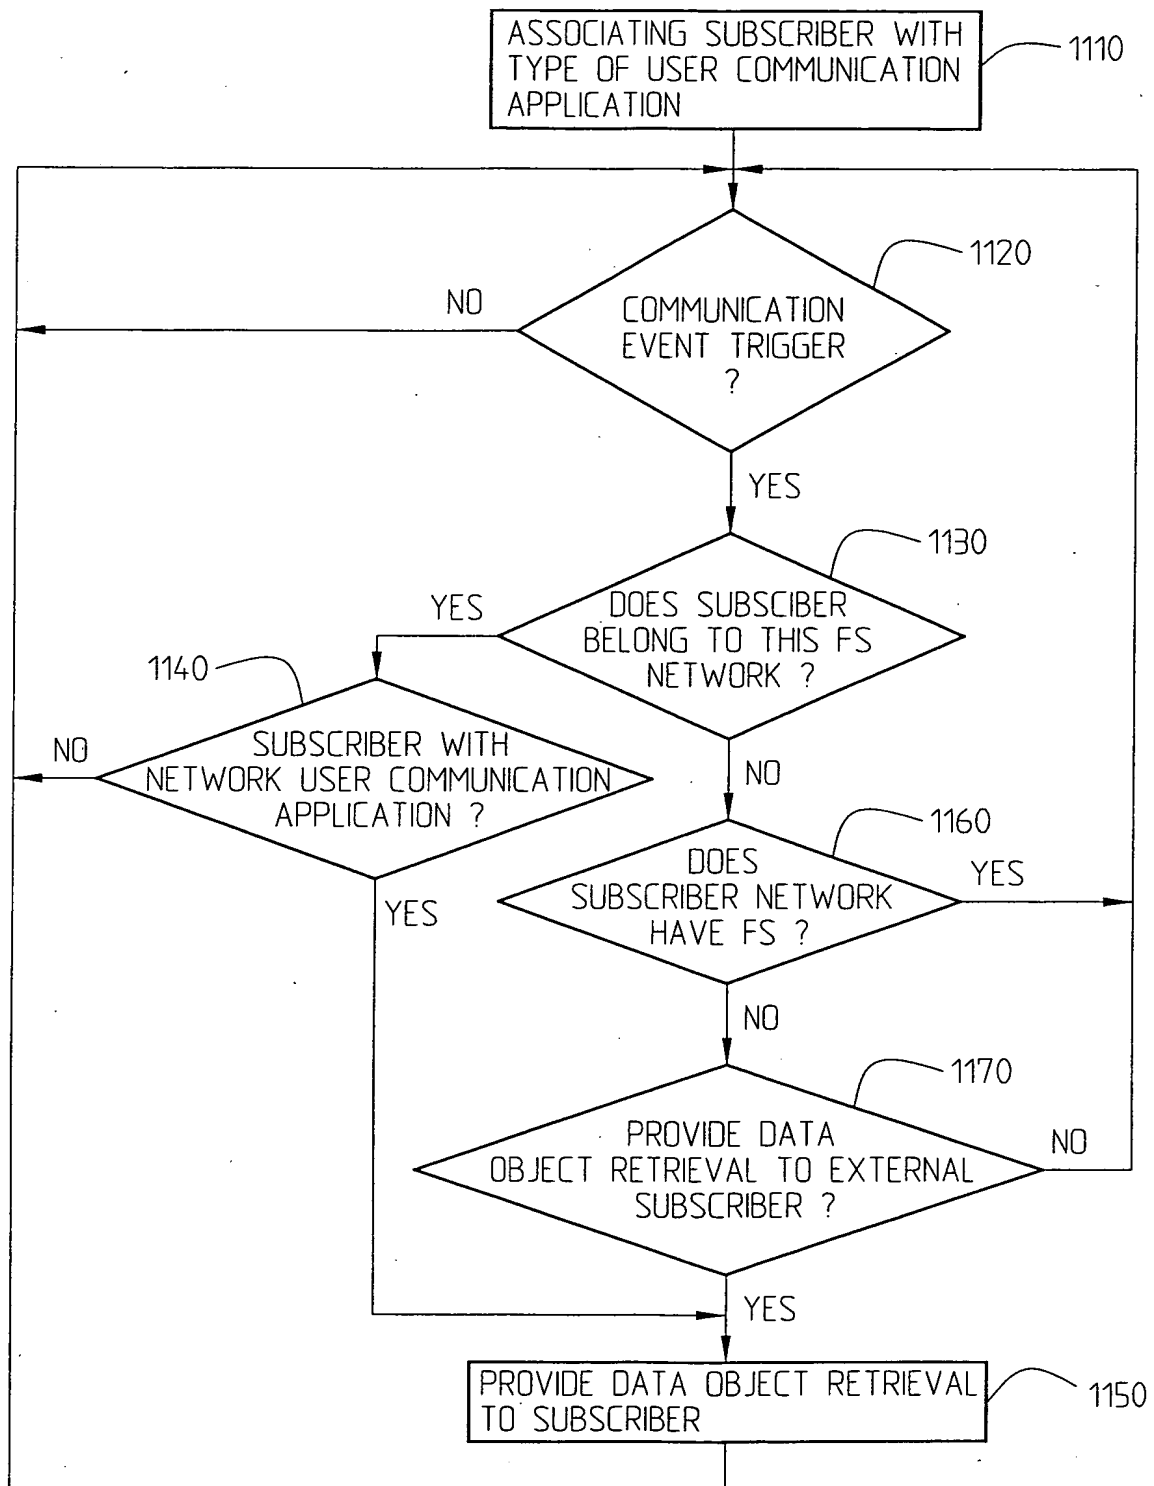 ASSOCIATING SUBSCRIBER WITH
TYPE OF USER COMMUNICATION
APPLICATION
1110
1120
NO
COMMUNICATION
EVENT TRIGGER
?
YES
1130
YES
DOES SUBSCIBER
BELONG TO THIS FS
NETWORK ?
1140
NO
SUBSCRIBER WITH
NETWORK USER COMMUNICATION
APPLICATION ?
NO
1160
DOES
SUBSCRIBER NETWORK
HAVE FS ?
YES
YES
NO
1170
PROVIDE DATA
OBJECT RETRIEVAL TO EXTERNAL
SUBSCRIBER ?
NO
YES
PROVIDE DATA OBJECT RETRIEVAL
TO SUBSCRIBER
1150